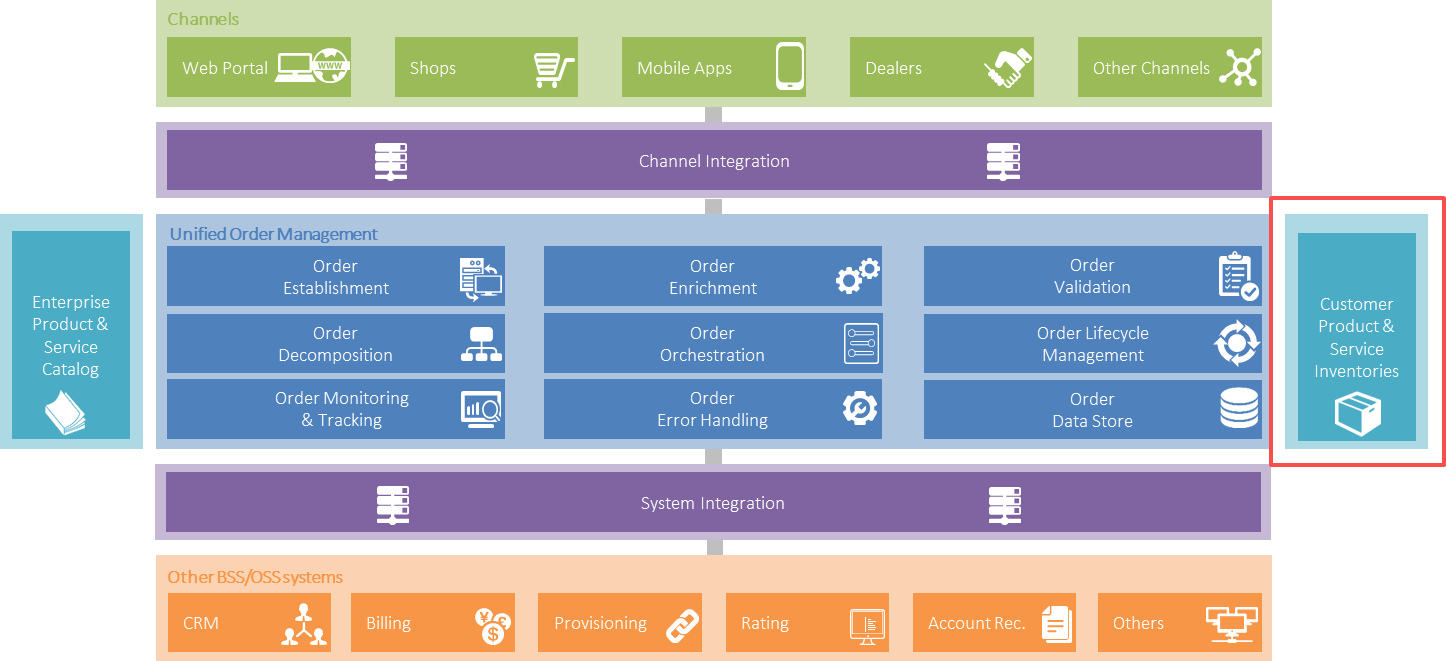 Channels
Web Portal
WWW
Shops
Mobile Apps
Dealers
Other Channels
Channel Integration
Enterprise
Product &
Service
Catalog
Unified Order Management
Order
Establishment
Order
Enrichment
Order
Validation
Order
Decomposition
Order
Orchestration
Order Lifecycle
Management
Order Monitoring
& Tracking
Order
Error Handling
Order
Data Store
Customer
Product &
Service
Inventories
System Integration
Other BSS/OSS systems
CRM
Billing
¥
€
$
Provisioning
Rating
Account Rec.
Others